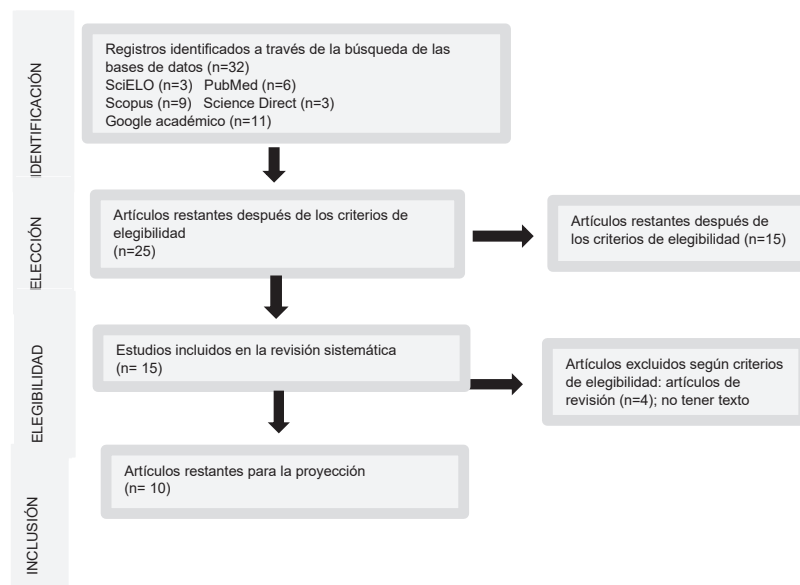 IDENTIFICACIÓN
Registros identificados a través de la búsqueda de las
bases de datos (n=32)
SciELO (n=3) PubMed (n=6)
Scopus (n=9) Science Direct (n=3)
Google académico (n=11)
ELECCIÓN
Artículos restantes después de los criterios de
elegibilidad
(n=25)
Artículos restantes después de
los criterios de elegibilidad (n=15)
ELEGIBILIDAD
Estudios incluidos en la revisión sistemática
(n= 15)
Artículos excluidos según criterios
de elegibilidad: artículos de
revisión (n=4); no tener texto
INCLUSIÓN
Artículos restantes para la proyección
(n= 10)